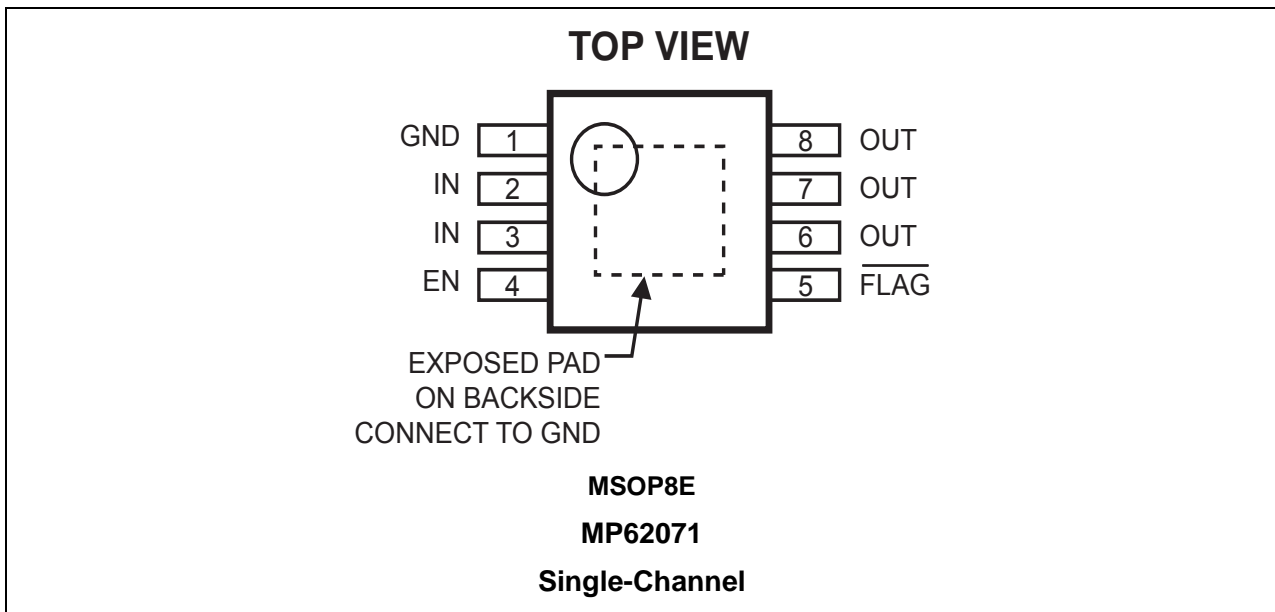 TOP VIEW
GND 1 8 OUT
IN 2 7 OUT
IN 3 6 OUT
EN 4 5 FLAG
EXPOSED PAD
ON BACKSIDE
CONNECT TO GND
MSOP8E
MP62071
Single-Channel